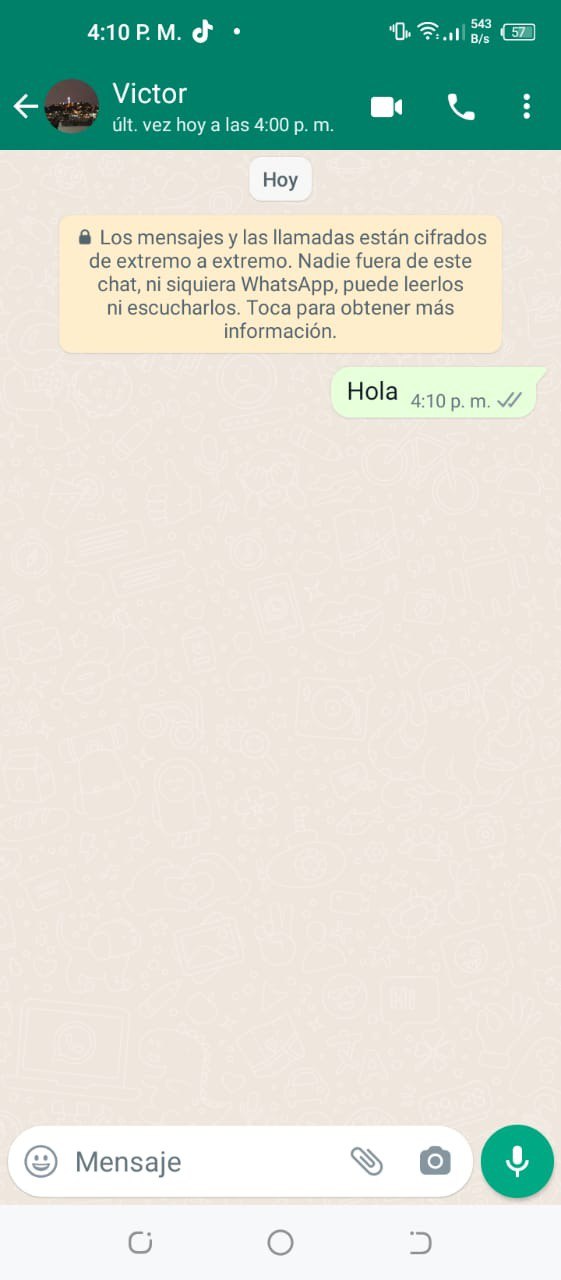 4:10 P. M.
543
B/s
57
Victor
últ. vez hoy a las 4:00 p. m.
Hoy
Los mensajes y las llamadas están cifrados
de extremo a extremo. Nadie fuera de este
chat, ni siquiera WhatsApp, puede leerlos
ni escucharlos. Toca para obtener más
información.
Hola 4:10 p. m.
Mensaje